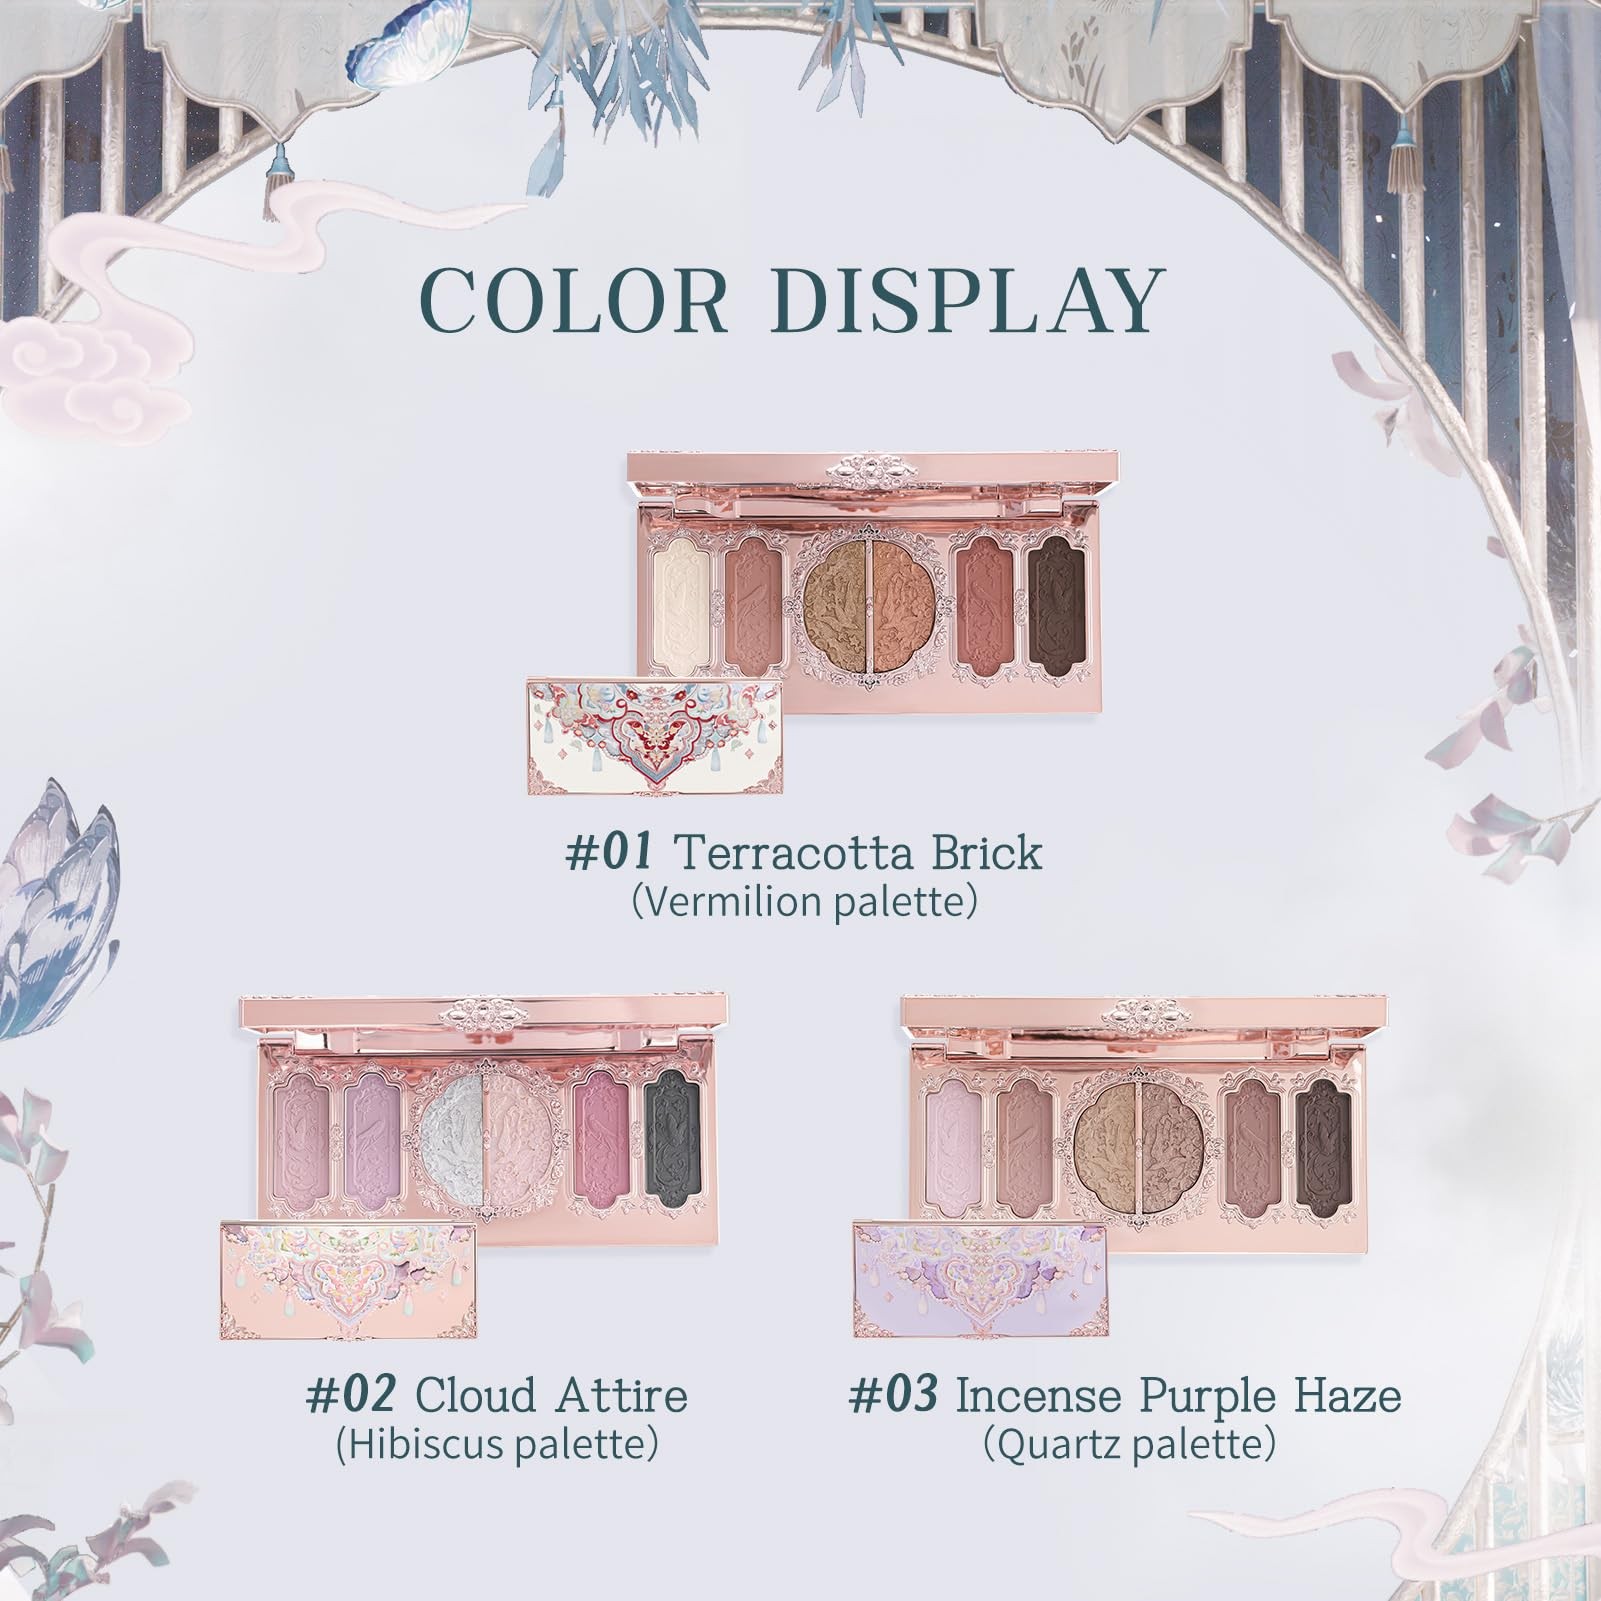 COLOR DISPLAY
#01 Terracotta Brick
（Vermilion palette）
#02 Cloud Attire
(Hibiscus palette）
#03 Incense Purple Haze
（Quartz palette）